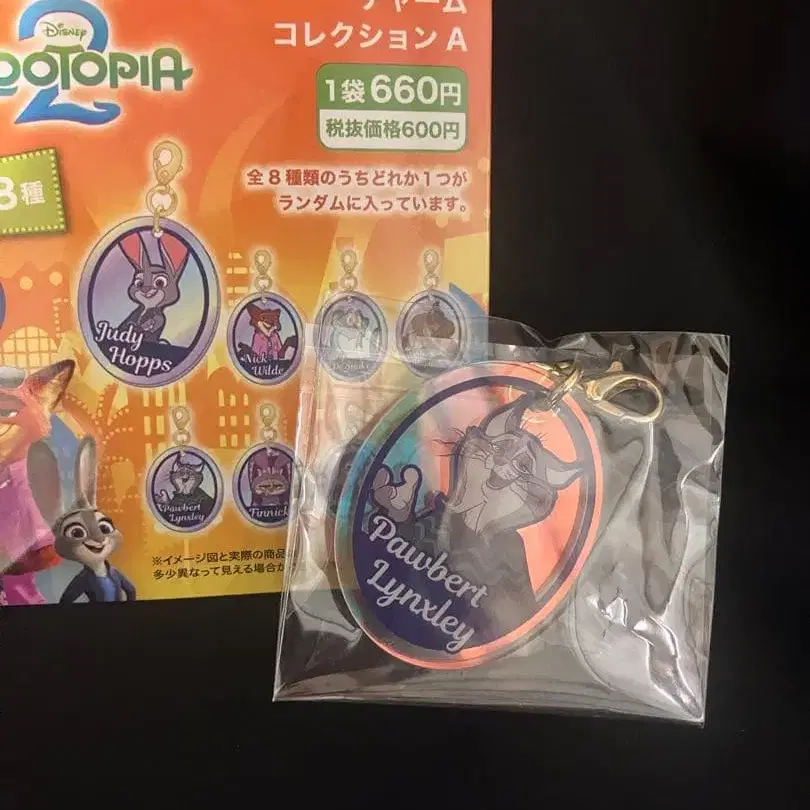 チャーム
コレクション A
Disney
OOTOPIA
2
1袋660円
税抜価格600円
8種
全8種類のうちどれか1つが
ランダムに入っています。
Judy
Hopps
Nick
Wilde
Pawbert
Lynxley
Finnick
Pawbert
Lynxley
※イメージ図と実際の商品
多少異なって見える場合が